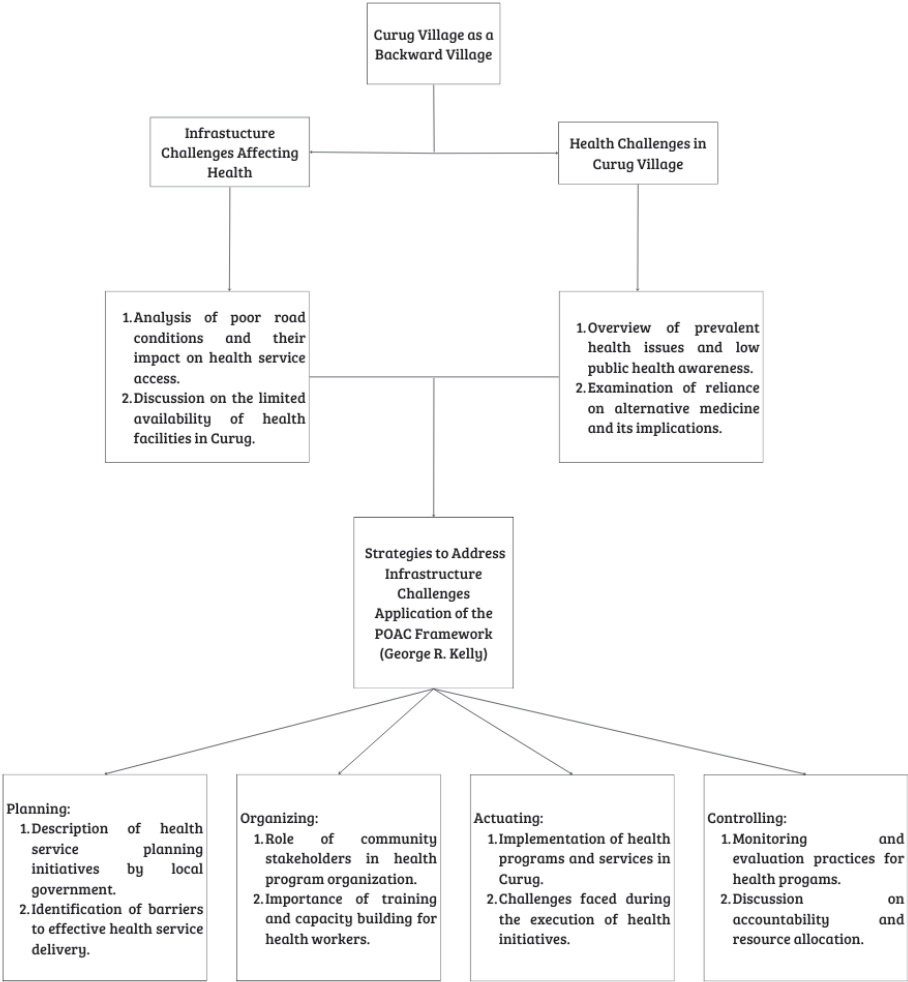 Curug Village as a
Backward Village
Infrastucture
Challenges Affecting
Health
Health Challenges in
Curug Village
1. Analysis of poor road
conditions and their
impact on health service
access.
2. Discussion on the limited
availability of health
facilities in Curug.
1. Overview of prevalent
health issues and low
public health awareness.
2. Examination of reliance
on alternative medicine
and its implications.
Strategies to Address
Infrastructure
Challenges
Application of the
POAC Framework
(George R. Kelly)
Planning:
1. Description of health
service planning
initiatives by local
government.
2. Identification of barriers
to effective health service
delivery.
Organizing:
1. Role of community
stakeholders in health
program organization.
2. Importance of training
and capacity building for
health workers.
Actuating:
1. Implementation of health
programs and services in
Curug.
2. Challenges faced during
the execution of health
initiatives.
Controlling:
1. Monitoring and
evaluation practices for
health progams.
2. Discussion on
accountability and
resource allocation.